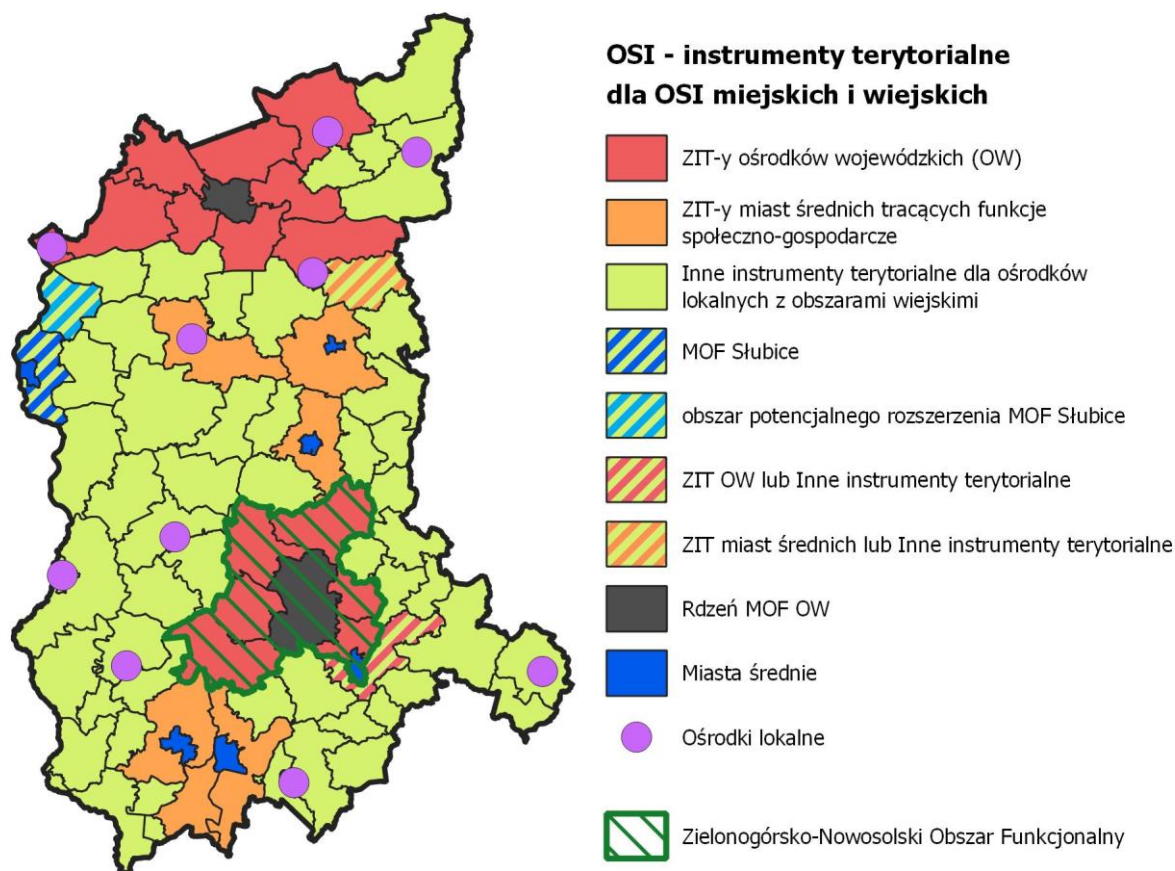 OSI - instrumenty terytorialne
dla OSI miejskich i wiejskich
ZIT-y ośrodków wojewódzkich (OW)
ZIT-y miast średnich tracących funkcje
społeczno-gospodarcze
Inne instrumenty terytorialne dla ośrodków
lokalnych z obszarami wiejskimi
MOF Słubice
obszar potencjalnego rozszerzenia MOF Słubice
ZIT OW lub Inne instrumenty terytorialne
ZIT miast średnich lub Inne instrumenty terytorialne
Rdzeń MOF OW
Miasta średnie
Ośrodki lokalne
Zielonogórsko-Nowosolski Obszar Funkcjonalny